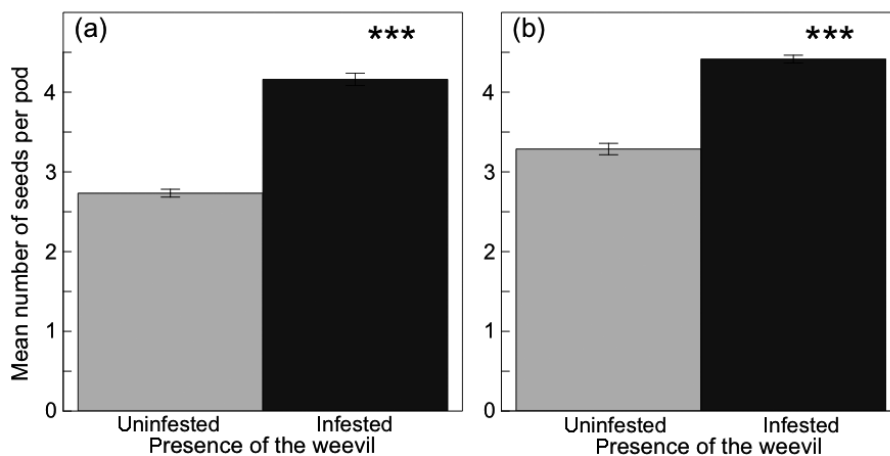 (a)
***
Mean number of seeds per pod
4
3
2
1
0
Uninfested Infested
Presence of the weevil
(b)
***
4
3
2
1
0
Uninfested Infested
Presence of the weevil